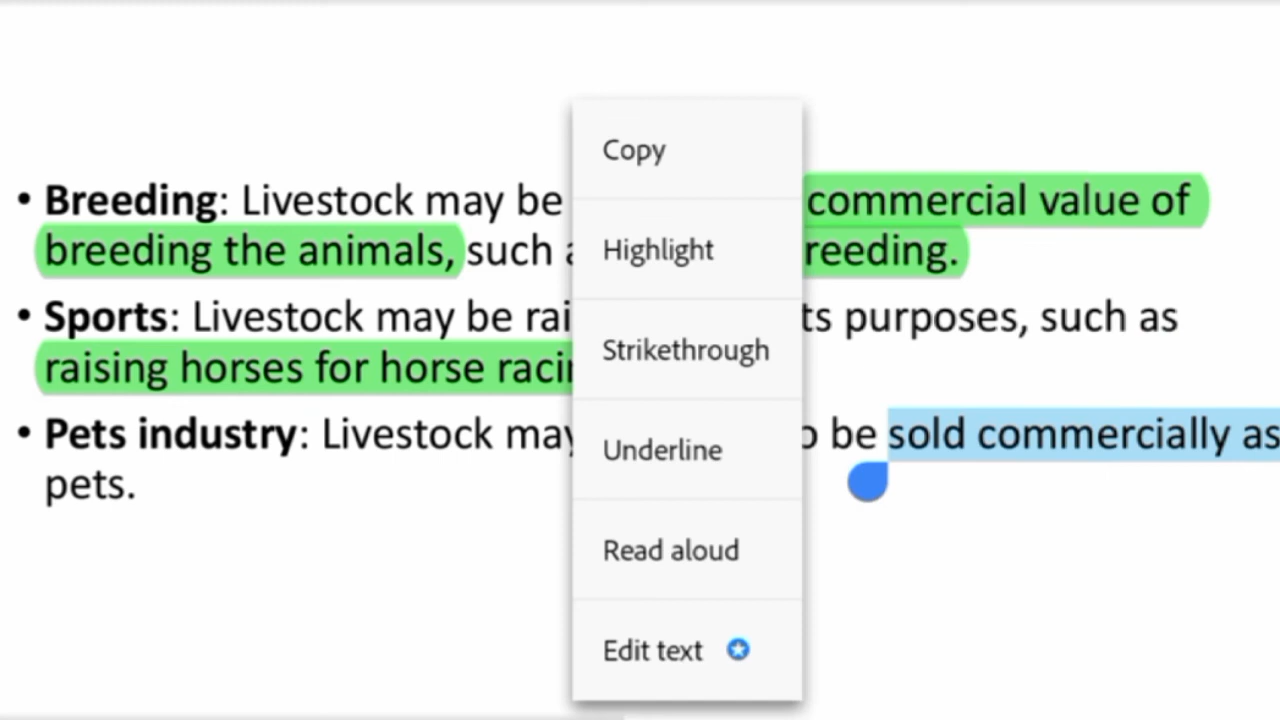 • Breeding: Livestock may be commercial value of
breeding the animals, such reeding.
• Sports: Livestock may be rai ts purposes, such as
raising horses for horse raci
• Pets industry: Livestock may be sold commercially as
pets.
Copy
Highlight
Strikethrough
Underline
Read aloud
Edit text